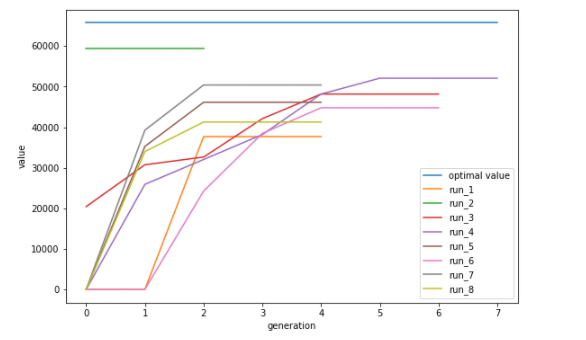 60000
50000
40000
30000
20000
10000
0
value
0 1 2 3 4 5 6 7
generation
optimal value
run_1
run_2
run_3
run_4
run_5
run_6
run_7
run_8